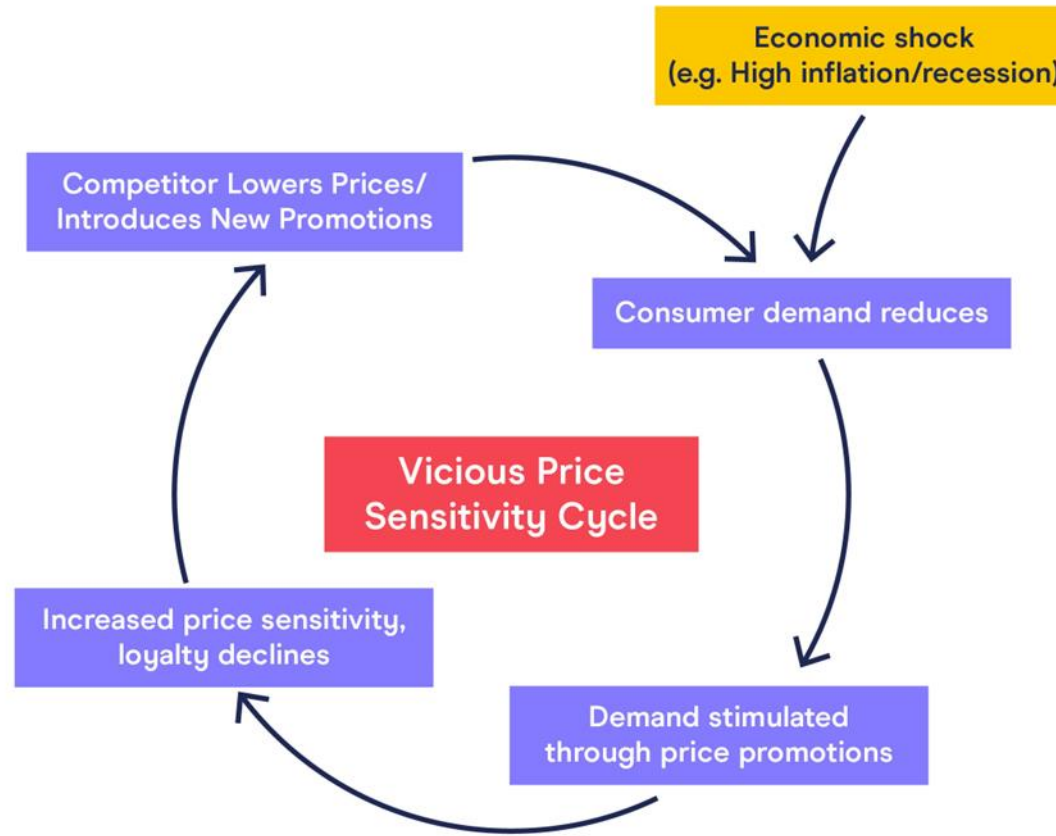 Economic shock
(e.g. High inflation/recession)
Competitor Lowers Prices/
Introduces New Promotions
Consumer demand reduces
Vicious Price
Sensitivity Cycle
Increased price sensitivity,
loyalty declines
Demand stimulated
through price promotions